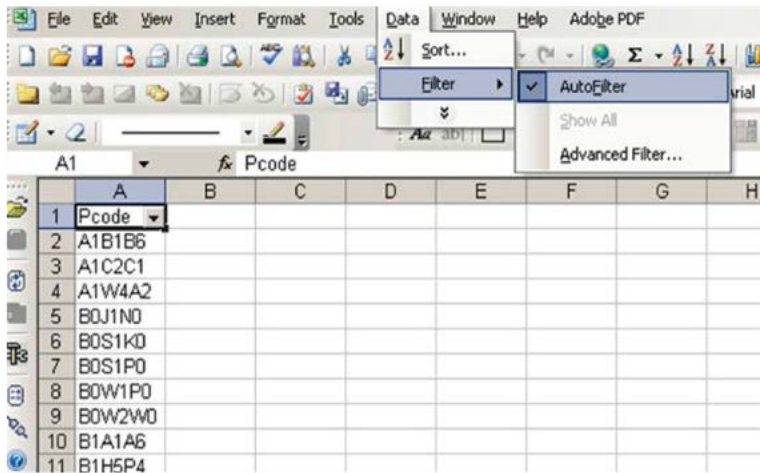 File Edit View Insert Format Tools Data Window Help Adobe PDF
Sort...
Filter
AutoFilter
Show All
Advanced Filter...
Arial
A1 fx Pcode
A B C D E F G H
1 Pcode
2 A1B1B6
3 A1C2C1
4 A1W4A2
5 B0J1N0
6 B0S1K0
7 B0S1P0
8 B0W1P0
9 B0W2W0
10 B1A1A6
11 B1H5P4